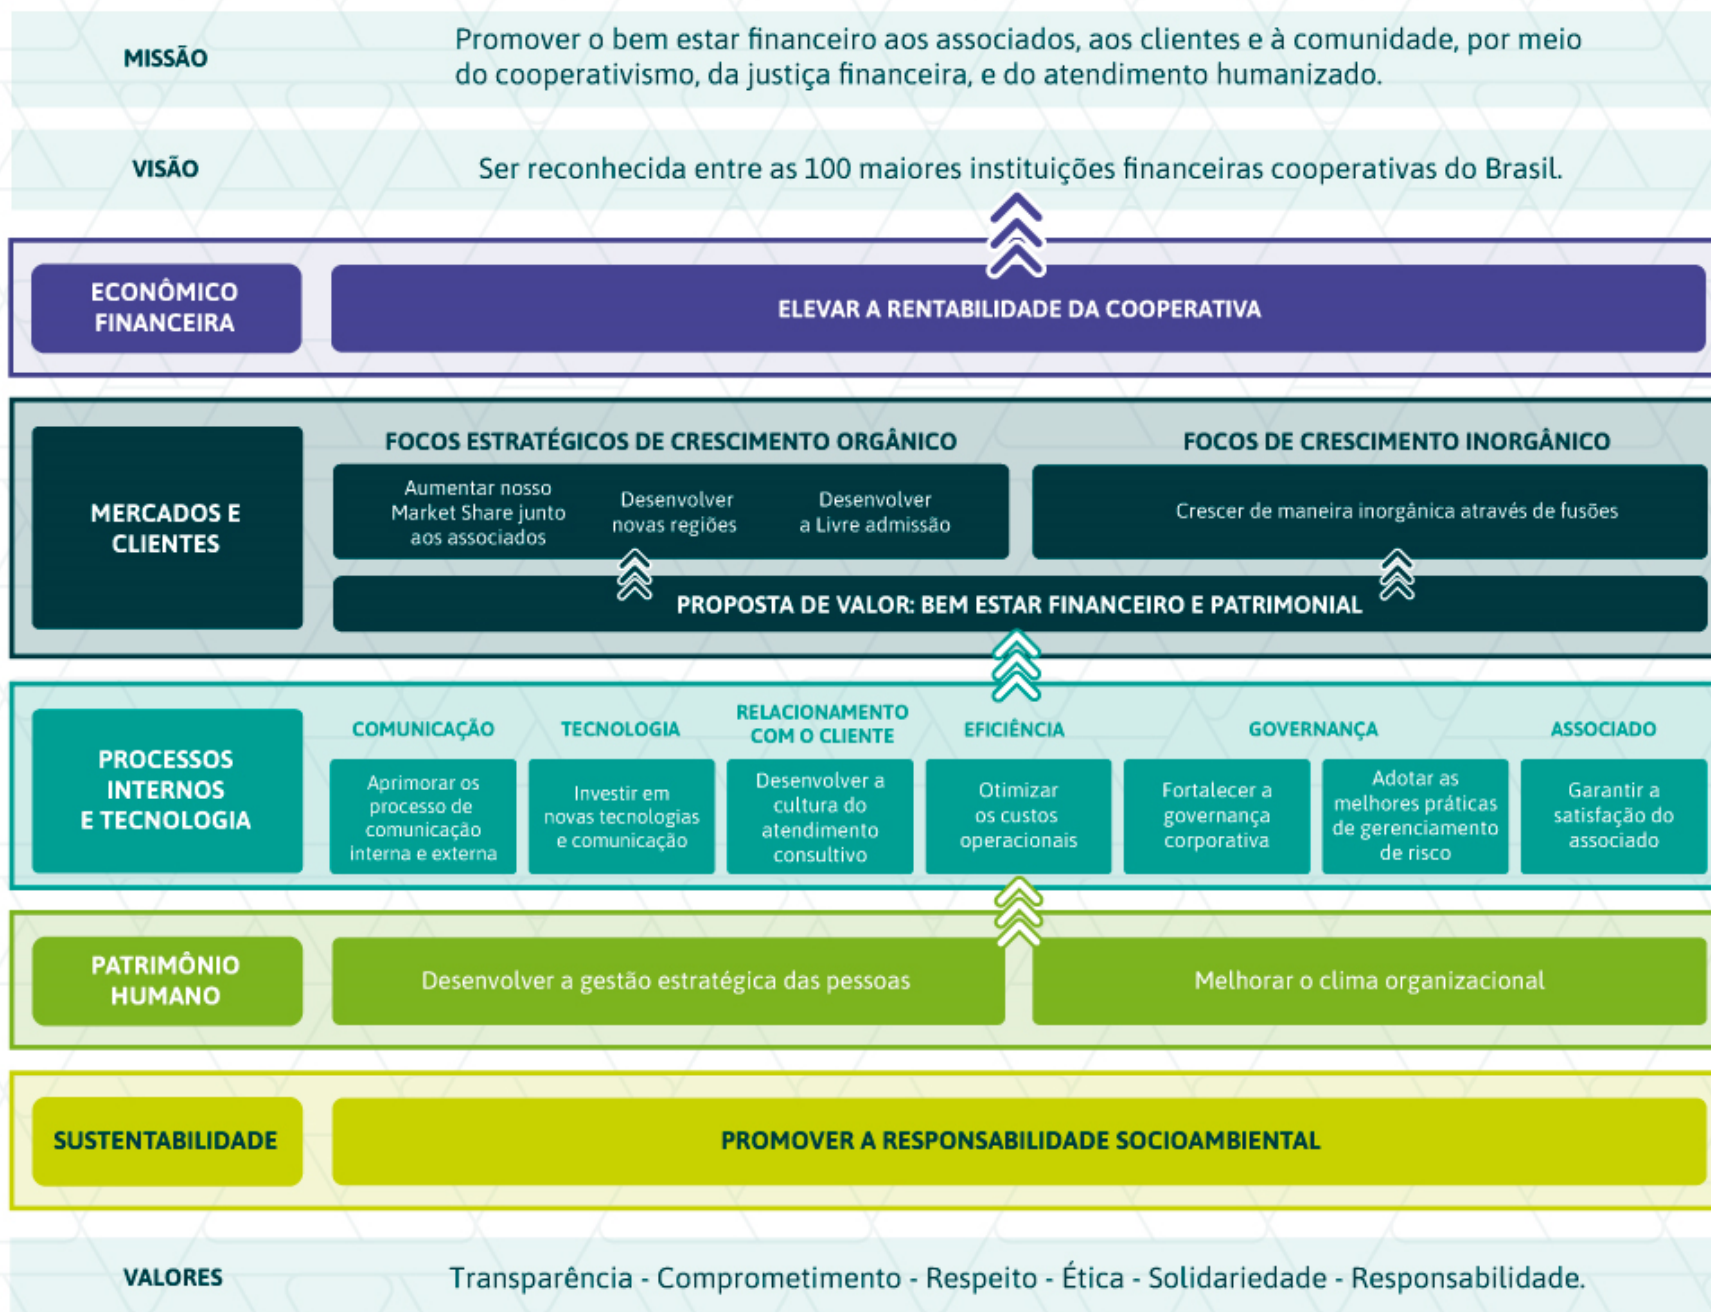 MISSÃO
Promover o bem estar financeiro aos associados, aos clientes e à comunidade, por meio
do cooperativismo, da justiça financeira, e do atendimento humanizado.
VISÃO
Ser reconhecida entre as 100 maiores instituições financeiras cooperativas do Brasil.
ECONÔMICO
FINANCEIRA
ELEVAR A RENTABILIDADE DA COOPERATIVA
MERCADOS E
CLIENTES
FOCOS ESTRATÉGICOS DE CRESCIMENTO ORGÂNICO
Aumentar nosso
Market Share junto
aos associados
Desenvolver
novas regiões
Desenvolver
a Livre admissão
FOCOS DE CRESCIMENTO INORGÂNICO
Crescer de maneira inorgânica através de fusões
PROPOSTA DE VALOR: BEM ESTAR FINANCEIRO E PATRIMONIAL
PROCESSOS
INTERNOS
E TECNOLOGIA
COMUNICAÇÃO
Aprimorar os
processo de
comunicação
interna e externa
TECNOLOGIA
Investir em
novas tecnologias
e comunicação
RELACIONAMENTO
COM O CLIENTE
Desenvolver a
cultura do
atendimento
consultivo
EFICIÊNCIA
Otimizar
os custos
operacionais
GOVERNANÇA
Fortalecer a
governança
corporativa
Adotar as
melhores práticas
de gerenciamento
de risco
ASSOCIADO
Garantir a
satisfação do
associado
PATRIMÔNIO
HUMANO
Desenvolver a gestão estratégica das pessoas
Melhorar o clima organizacional
SUSTENTABILIDADE
PROMOVER A RESPONSABILIDADE SOCIOAMBIENTAL
VALORES
Transparência - Comprometimento - Respeito - Ética - Solidariedade - Responsabilidade.